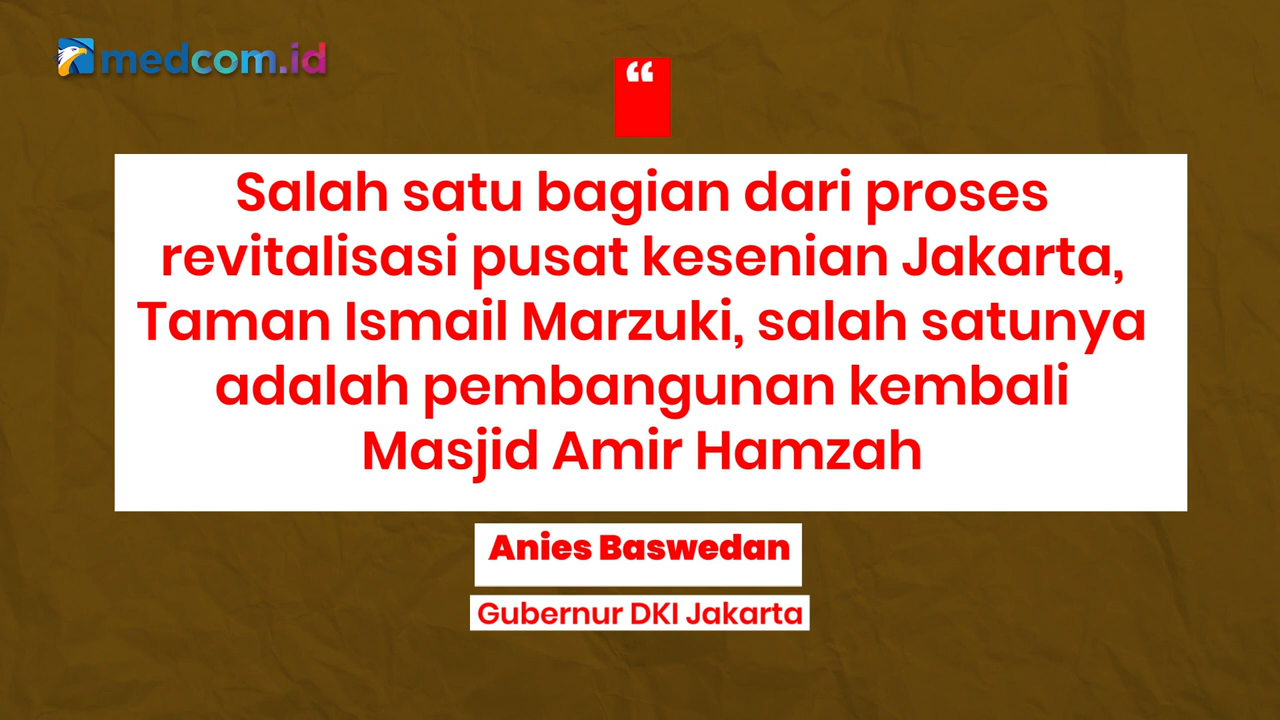 medcom.id
“
Salah satu bagian dari proses
revitalisasi pusat kesenian Jakarta,
Taman Ismail Marzuki, salah satunya
adalah pembangunan kembali
Masjid Amir Hamzah
Anies Baswedan
Gubernur DKI Jakarta